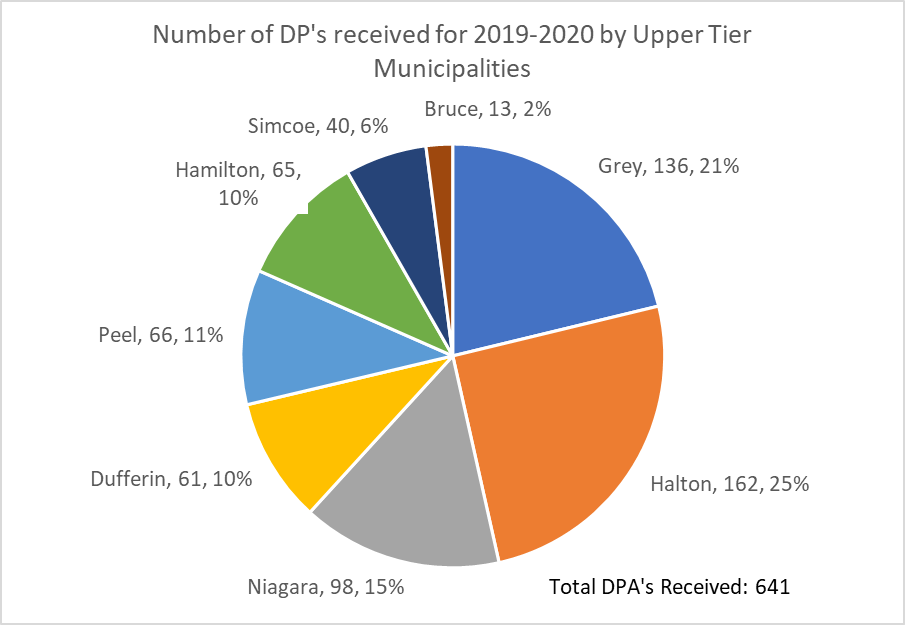 Number of DP's received for 2019-2020 by Upper Tier
Municipalities
Bruce, 13, 2%
Simcoe, 40, 6%
Grey, 136, 21%
Hamilton, 65,
10%
Peel, 66, 11%
Dufferin, 61, 10%
Halton, 162, 25%
Niagara, 98, 15%
Total DPA's Received: 641